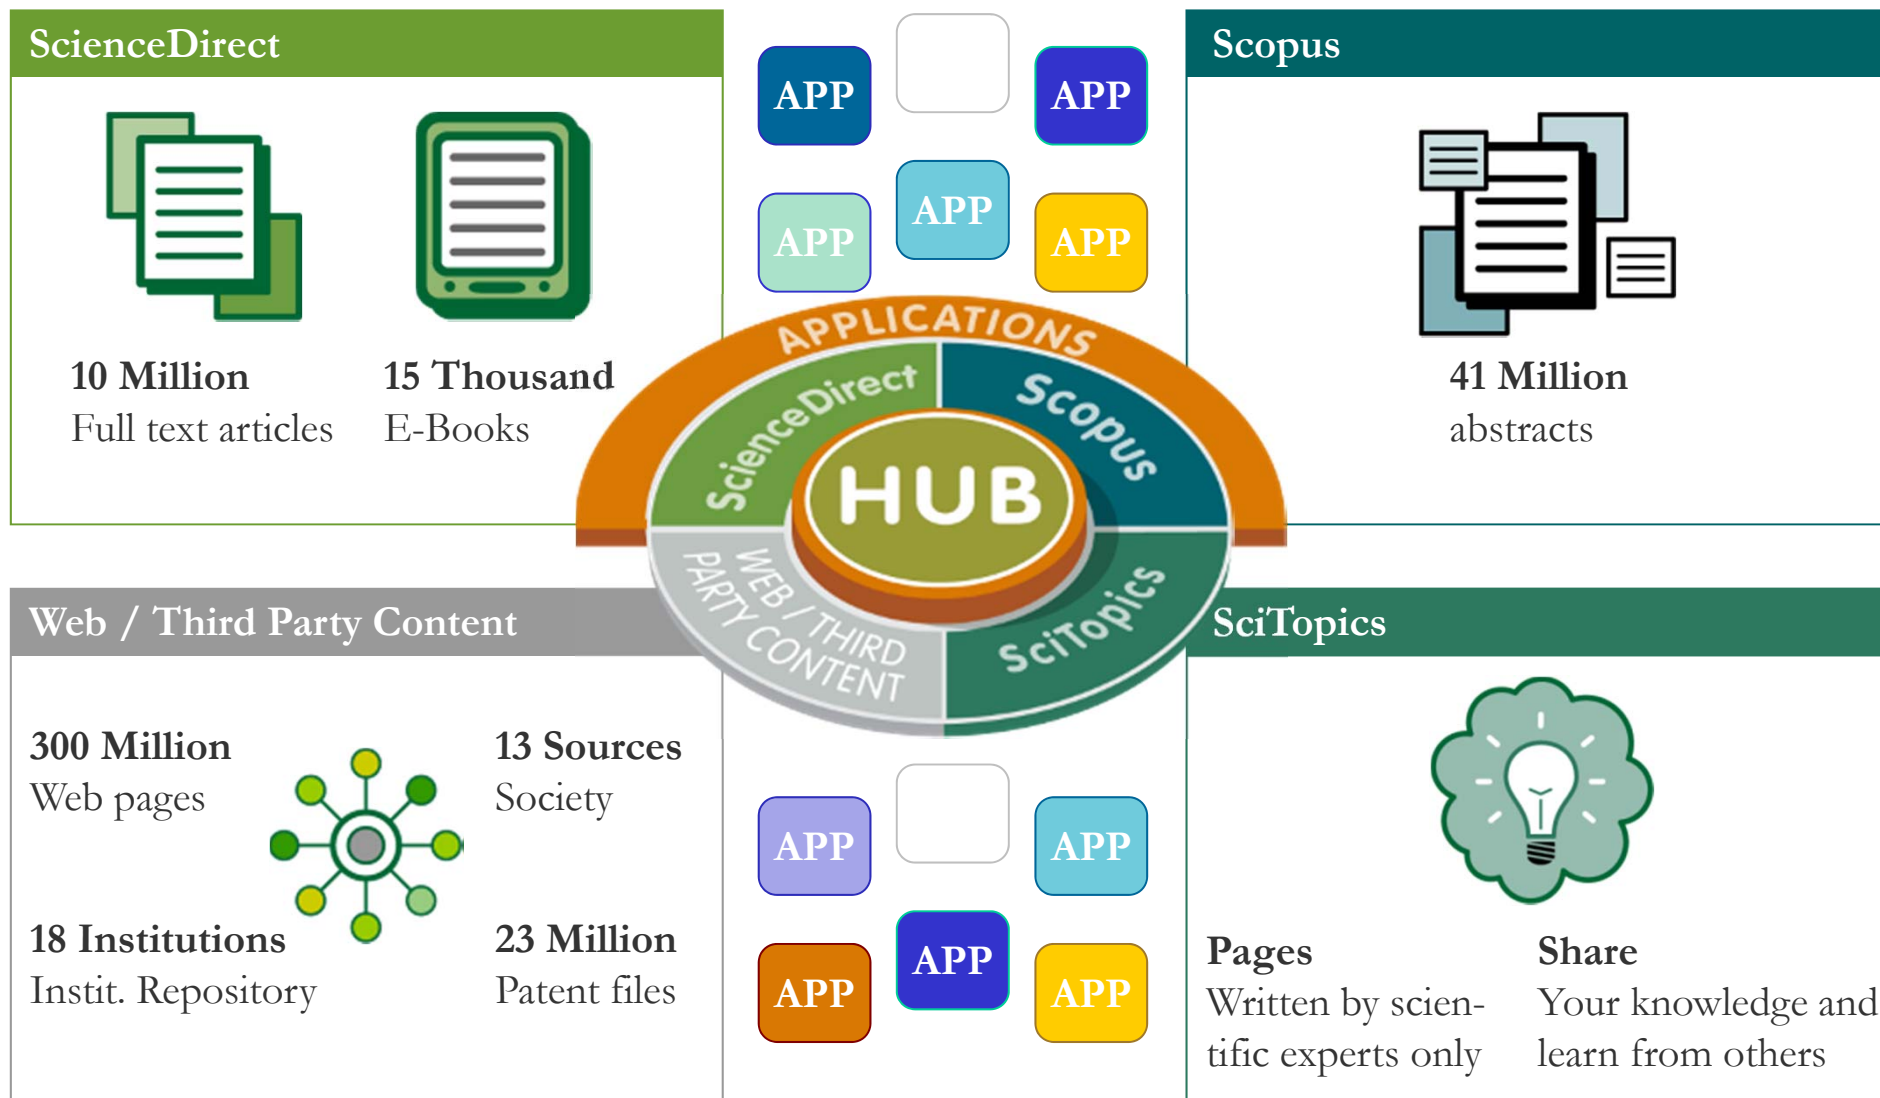 ScienceDirect
10 Million
Full text articles
15 Thousand
E-Books
APP
APP
APP
APP
APP
Scopus
41 Million
abstracts
APPLICATIONS
ScienceDirect
Scopus
HUB
WEB / THIRD
PARTY CONTENT
SciTopics
Web / Third Party Content
300 Million
Web pages
13 Sources
Society
18 Institutions
Instit. Repository
23 Million
Patent files
APP
APP
APP
APP
APP
SciTopics
Pages
Written by scien-
tific experts only
Share
Your knowledge and
learn from others